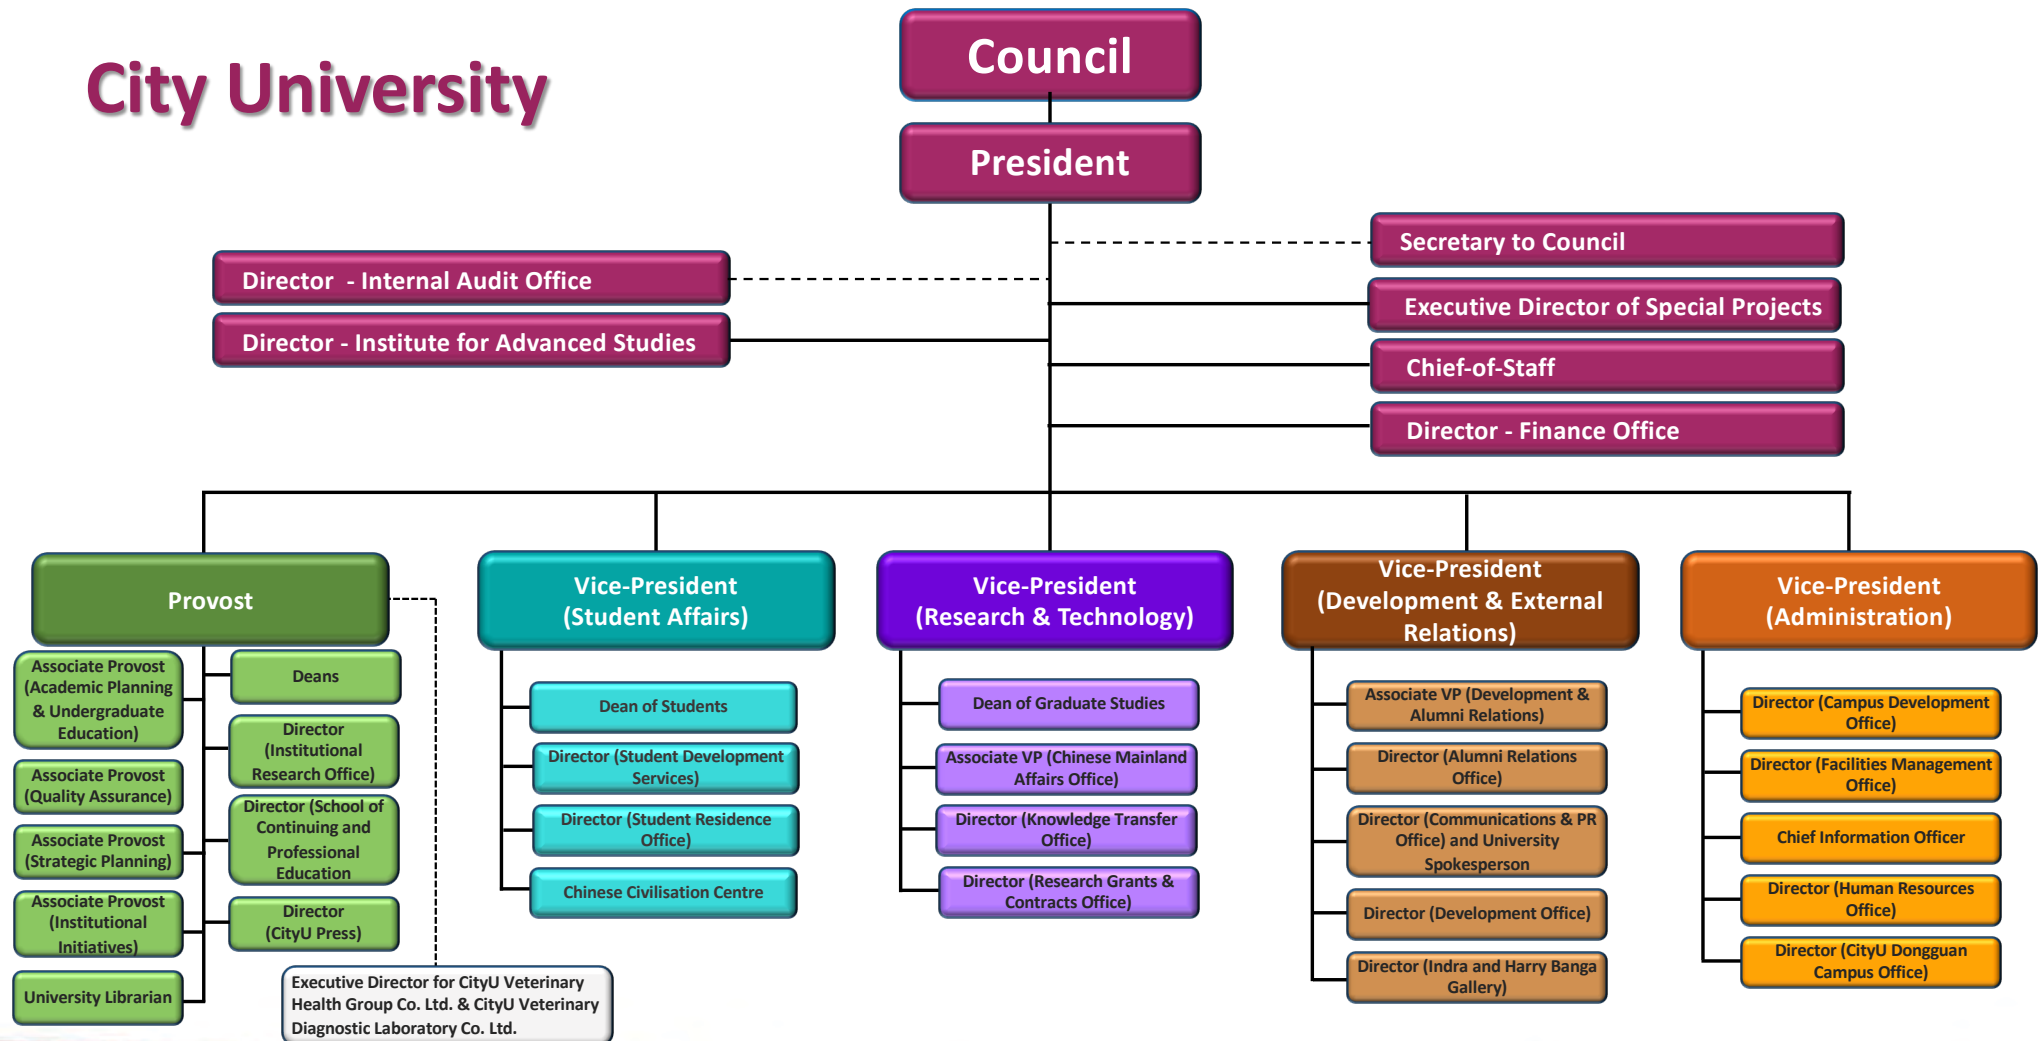 City University
Council
President
Secretary to Council
Director  - Internal Audit Office
Executive Director of Special Projects
Director - Institute for Advanced Studies
Chief-of-Staff
Director - Finance Office
Provost
Associate Provost
(Academic Planning
& Undergraduate
Education)
Associate Provost
(Quality Assurance)
Associate Provost
(Strategic Planning)
Associate Provost
(Institutional
Initiatives)
University Librarian
Deans
Director
(Institutional
Research Office)
Director (School of
Continuing and
Professional
Education
Director
(CityU Press)
Executive Director for CityU Veterinary
Health Group Co. Ltd. & CityU Veterinary
Diagnostic Laboratory Co. Ltd.
Vice-President
(Student Affairs)
Dean of Students
Director (Student Development
Services)
Director (Student Residence
Office)
Chinese Civilisation Centre
Vice-President
(Research & Technology)
Dean of Graduate Studies
Associate VP (Chinese Mainland
Affairs Office)
Director (Knowledge Transfer
Office)
Director (Research Grants &
Contracts Office)
Vice-President
(Development & External
Relations)
Associate VP (Development &
Alumni Relations)
Director (Alumni Relations
Office)
Director (Communications & PR
Office) and University
Spokesperson
Director (Development Office)
Director (Indra and Harry Banga
Gallery)
Vice-President
(Administration)
Director (Campus Development
Office)
Director (Facilities Management
Office)
Chief Information Officer
Director (Human Resources
Office)
Director (CityU Dongguan
Campus Office)